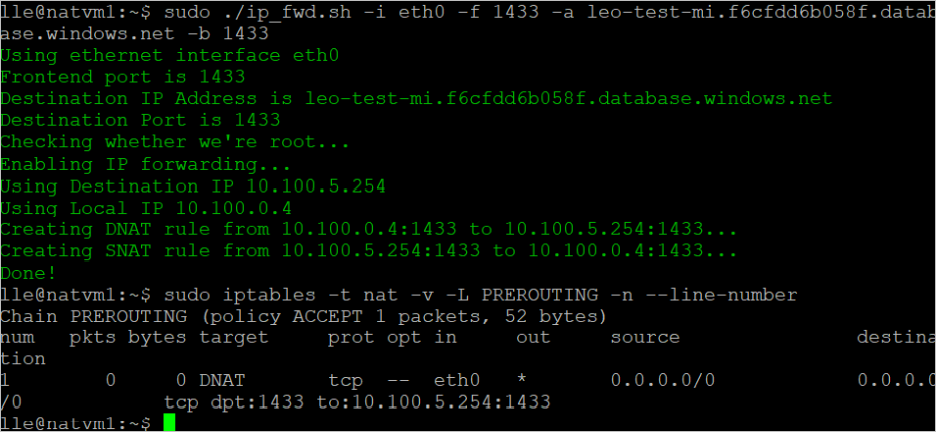 lle@natvm1:~$ sudo ./ip_fwd.sh -i eth0 -f 1433 -a leo-test-mi.f6cfdd6b058f.datab
ase.windows.net -b 1433
Using ethernet interface eth0
Frontend port is 1433
Destination IP Address is leo-test-mi.f6cfdd6b058f.database.windows.net
Destination Port is 1433
Checking whether we're root...
Enabling IP forwarding...
Using Destination IP 10.100.5.254
Using Local IP 10.100.0.4
Creating DNAT rule from 10.100.0.4:1433 to 10.100.5.254:1433...
Creating SNAT rule from 10.100.5.254:1433 to 10.100.0.4:1433...
Done!
lle@natvm1:~$ sudo iptables -t nat -v -L PREROUTING -n --line-number
Chain PREROUTING (policy ACCEPT 1 packets, 52 bytes)
num   pkts bytes target     prot opt in     out     source               destina
tion
1        0     0 DNAT       tcp  --  eth0   *       0.0.0.0/0            0.0.0.0
/0            tcp dpt:1433 to:10.100.5.254:1433
lle@natvm1:~$